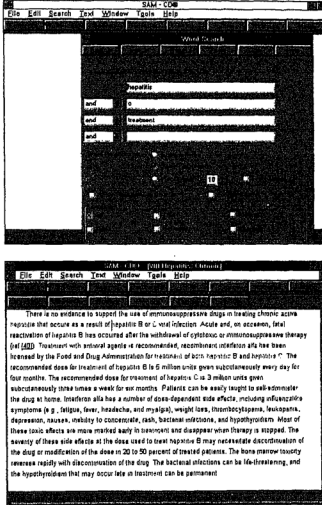 SAM - CD®
File Edit Search Text Window Tools Help
Word Search
hepatitis
and c
and treatment
and
10
SAM - CD® [VIII Hepatitis, Chronic]
File Edit Search Text Window Tools Help
There is no evidence to support the use of immunosuppressive drugs in treating chronic active
hepatitis that occurs as a result of hepatitis B or C viral infection. Acute and, on occasion, fatal
reactivation of hepatitis B has occurred after the withdrawal of cytotoxic or immunosuppressive therapy
(ref [40]). Treatment with antiviral agents is recommended; recombinant interferon alfa has been
licensed by the Food and Drug Administration for treatment of both hepatitis B and hepatitis C. The
recommended dose for treatment of hepatitis B is 5 million units given subcutaneously every day for
four months. The recommended dose for treatment of hepatitis C is 3 million units given
subcutaneously three times a week for six months. Patients can be easily taught to self-administer
the drug at home. Interferon alfa has a number of dose-dependent side effects, including influenzalike
symptoms (e.g., fatigue, fever, headache, and myalgia), weight loss, thrombocytopenia, leukopenia,
depression, nausea, inability to concentrate, rash, bacterial infections, and hypothyroidism. Most of
these toxic effects are more marked early in treatment and disappear when therapy is stopped. The
severity of these side effects at the dose used to treat hepatitis B may necessitate discontinuation of
the drug or modification of the dose in 20 to 50 percent of treated patients. The bone marrow toxicity
reverses rapidly with discontinuation of the drug. The bacterial infections can be life-threatening, and
the hypothyroidism that may occur late in treatment can be permanent